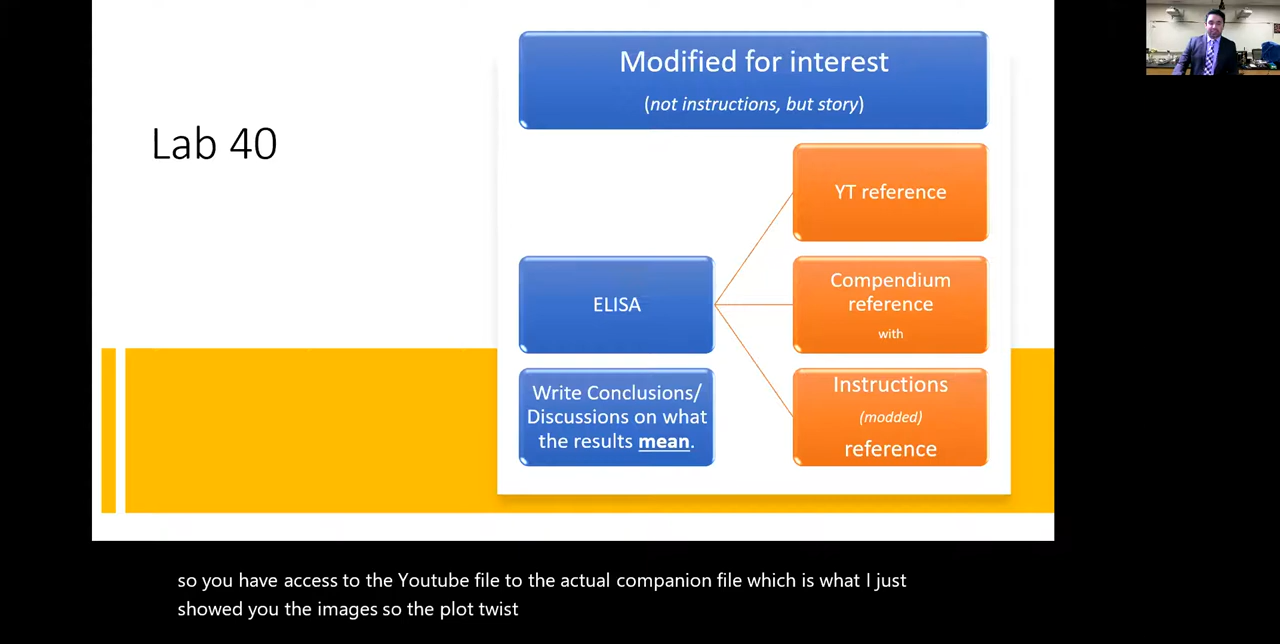 Lab 40
Modified for interest
(not instructions, but story)
YT reference
ELISA
Compendium
reference
with
Write Conclusions/
Discussions on what
the results mean.
Instructions
(modded)
reference
so you have access to the Youtube file to the actual companion file which is what I just
showed you the images so the plot twist